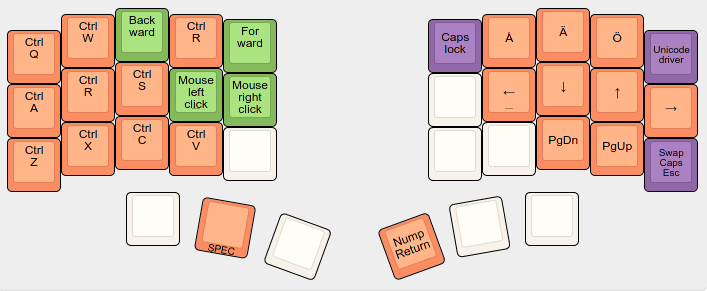 Ctrl
Q
Ctrl
W
Back
ward
Ctrl
R
For
ward
Caps
lock
Å
Ä
Ö
Unicode
driver
Ctrl
A
Ctrl
R
Ctrl
S
Mouse
left
click
Mouse
right
click
←
_
↓
↑
→
Ctrl
Z
Ctrl
X
Ctrl
C
Ctrl
V
PgDn
PgUp
Swap
Caps
Esc
SPEC
Nump
Return